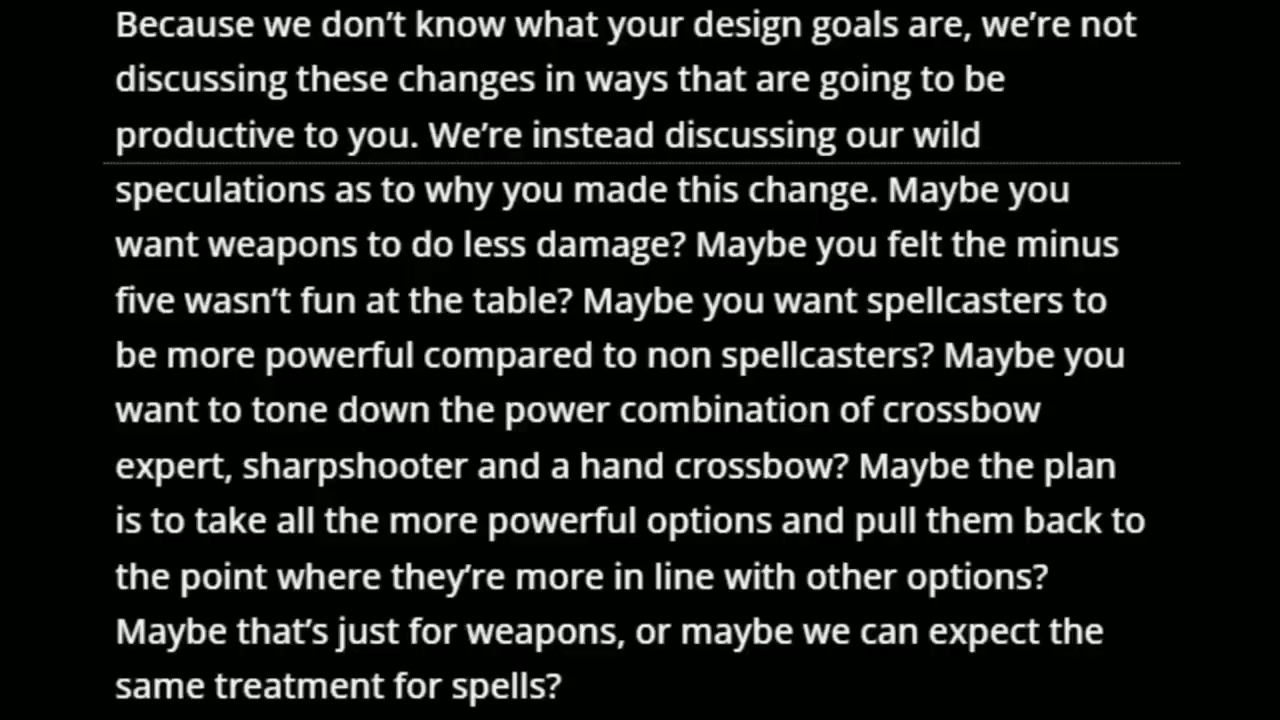 Because we don’t know what your design goals are, we’re not
discussing these changes in ways that are going to be
productive to you. We’re instead discussing our wild
speculations as to why you made this change. Maybe you
want weapons to do less damage? Maybe you felt the minus
five wasn’t fun at the table? Maybe you want spellcasters to
be more powerful compared to non spellcasters? Maybe you
want to tone down the power combination of crossbow
expert, sharpshooter and a hand crossbow? Maybe the plan
is to take all the more powerful options and pull them back to
the point where they’re more in line with other options?
Maybe that’s just for weapons, or maybe we can expect the
same treatment for spells?